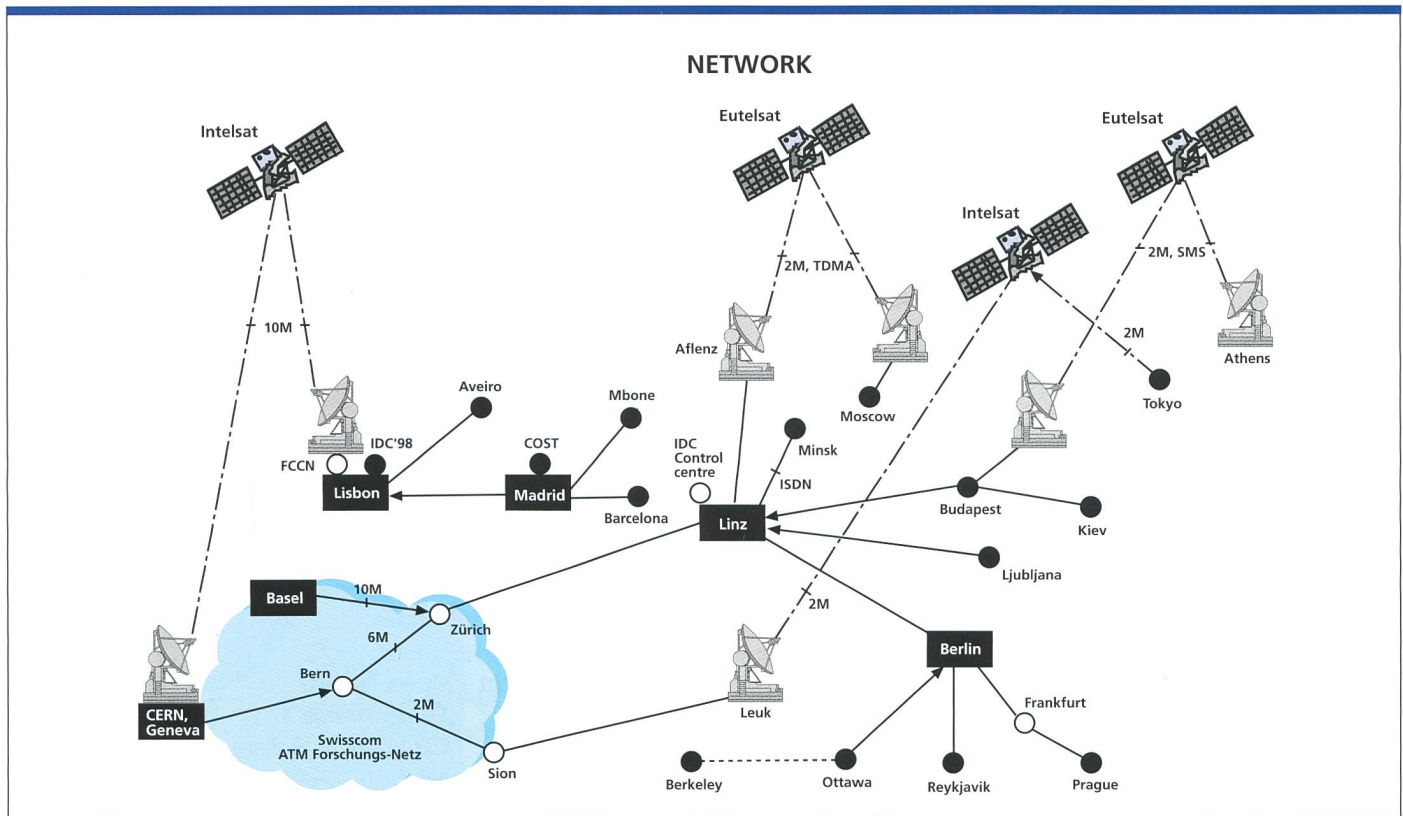 NETWORK
Intelsat
Eutelsat
Eutelsat
Intelsat
2M, SMS
2M, TDMA
10M
2M
Aflenz
Athens
Moscow
Tokyo
Aveiro
Mbone
Minsk
FCCN
IDC'98
COST
IDC
Control
centre
ISDN
Lisbon
Madrid
Barcelona
Linz
Budapest
Kiev
Ljubljana
Basel
10M
Zürich
6M
2M
Bern
2M
Berlin
CERN,
Geneva
Swisscom
ATM Forschungs-Netz
Sion
Leuk
Frankfurt
Berkeley
Ottawa
Reykjavik
Prague